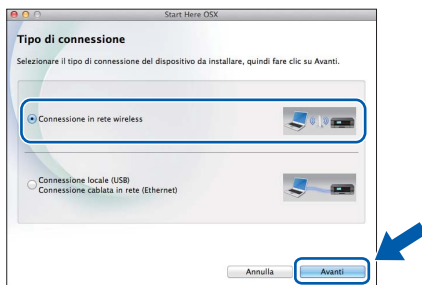 Start Here OSX
Tipo di connessione
Selezionare il tipo di connessione del dispositivo da installare, quindi fare clic su Avanti.
Connessione in rete wireless
Connessione locale (USB)
Connessione cablata in rete (Ethernet)
Annulla
Avanti